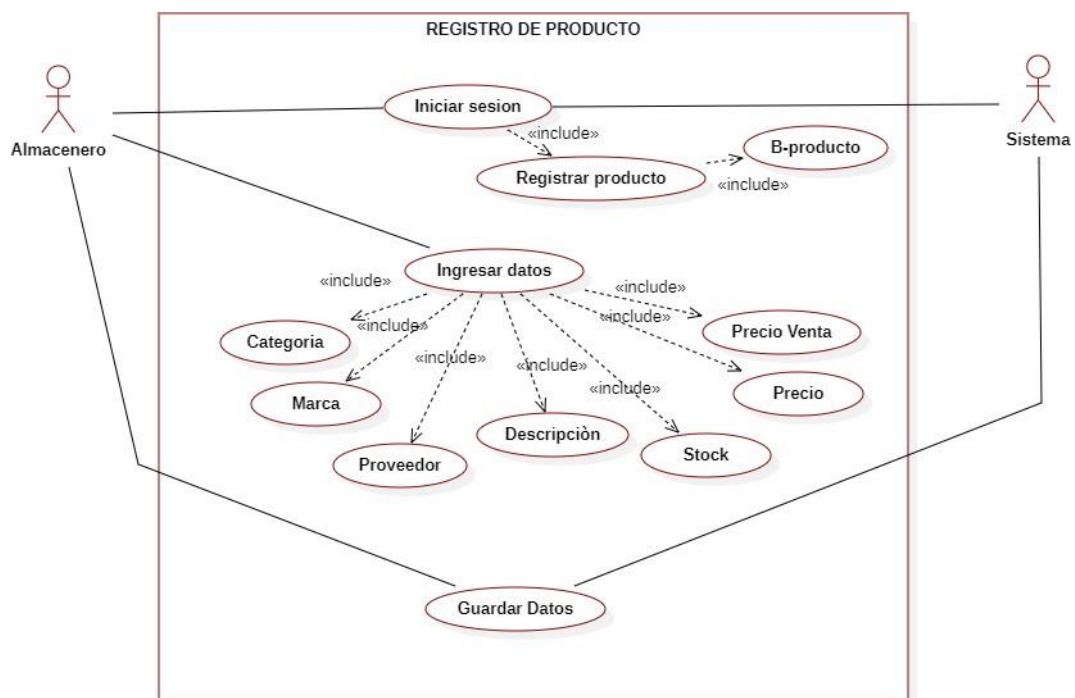 REGISTRO DE PRODUCTO
Almacenero
Sistema
Iniciar sesion
«include»
Registrar producto
«include»
B-producto
Ingresar datos
«include»
«include»
«include»
«include»
«include»
«include»
«include»
Categoria
Marca
Proveedor
Descripciòn
Stock
Precio
Precio Venta
Guardar Datos